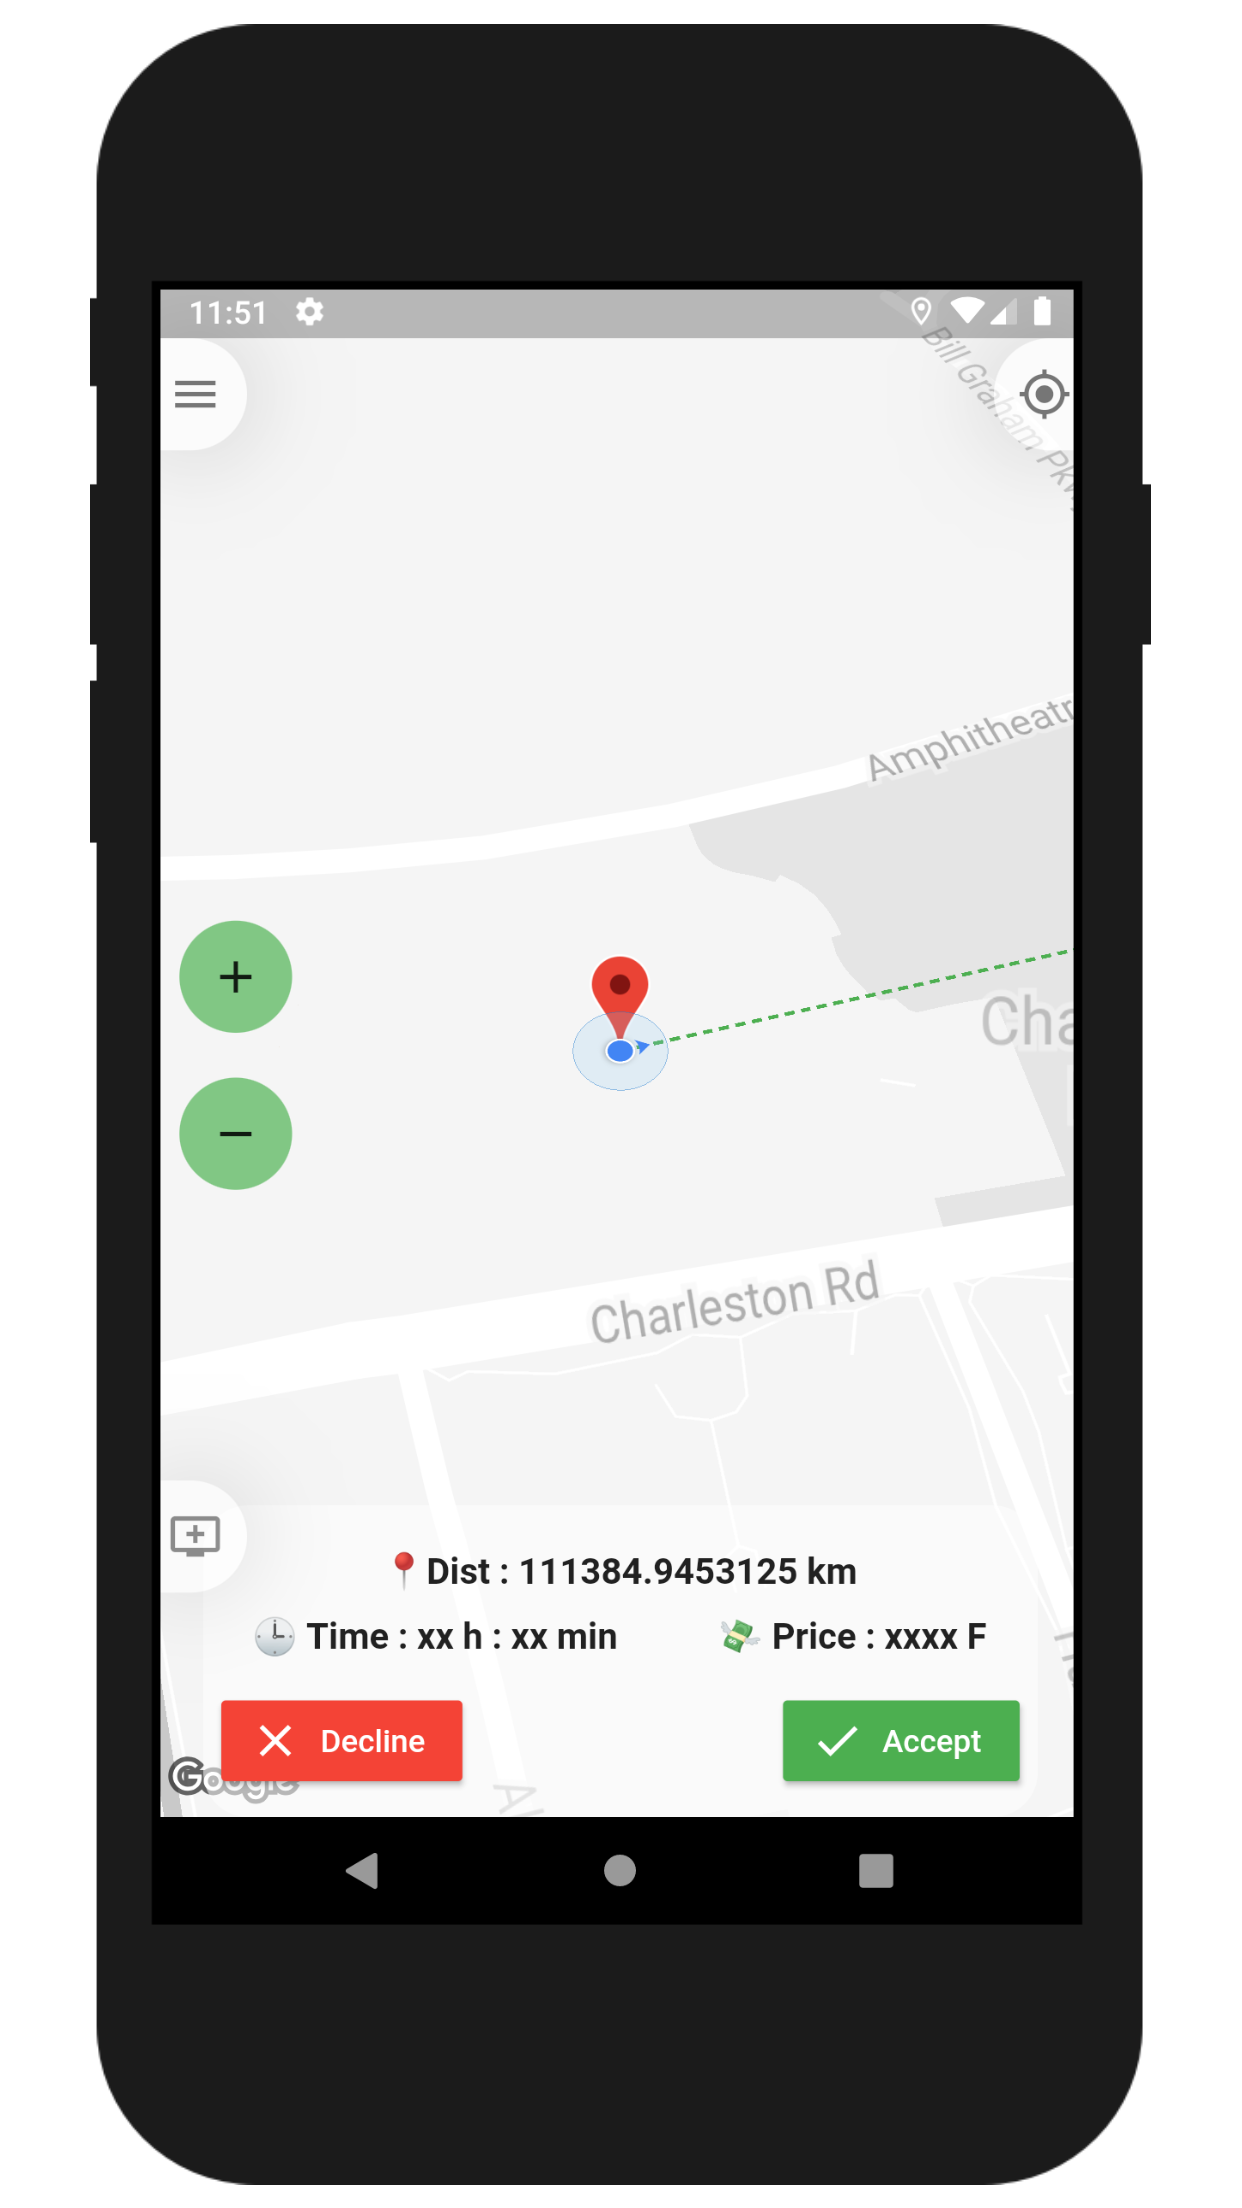 11:51
Bill Graham Pkwy
Amphitheatr
Cha
Charleston Rd
Dist : 111384.9453125 km
Time : xx h : xx min
Price : xxxx F
Decline
Accept
Google
Al